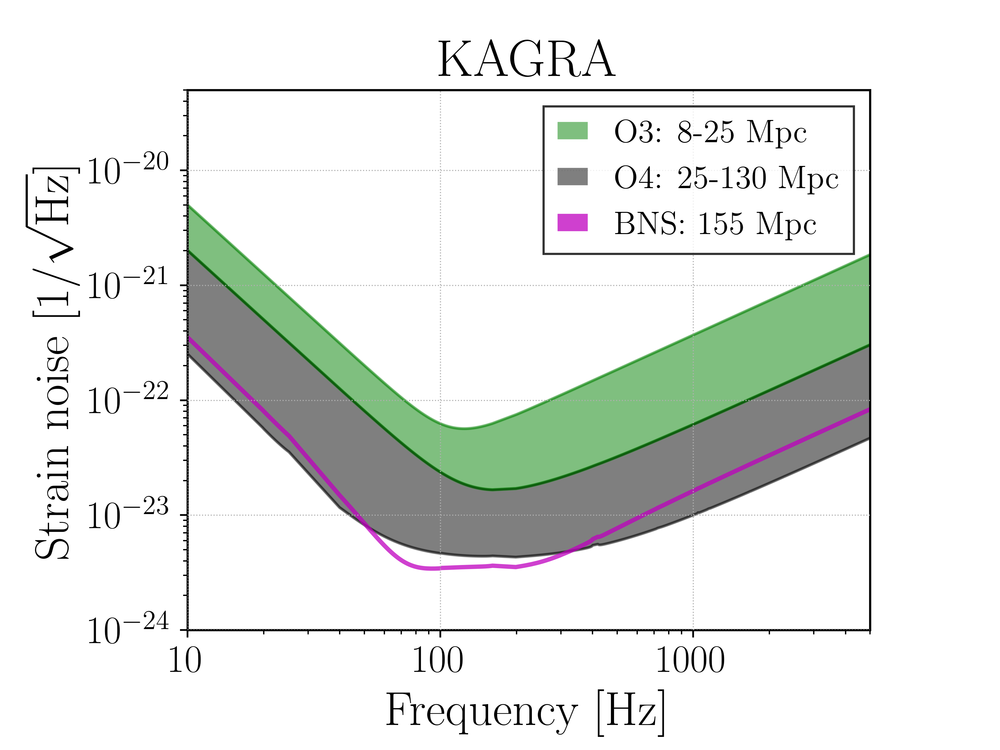 KAGRA
O3: 8-25 Mpc
O4: 25-130 Mpc
BNS: 155 Mpc
Strain noise [1/√Hz]
10⁻²⁰
10⁻²¹
10⁻²²
10⁻²³
10⁻²⁴
10 100 1000
Frequency [Hz]